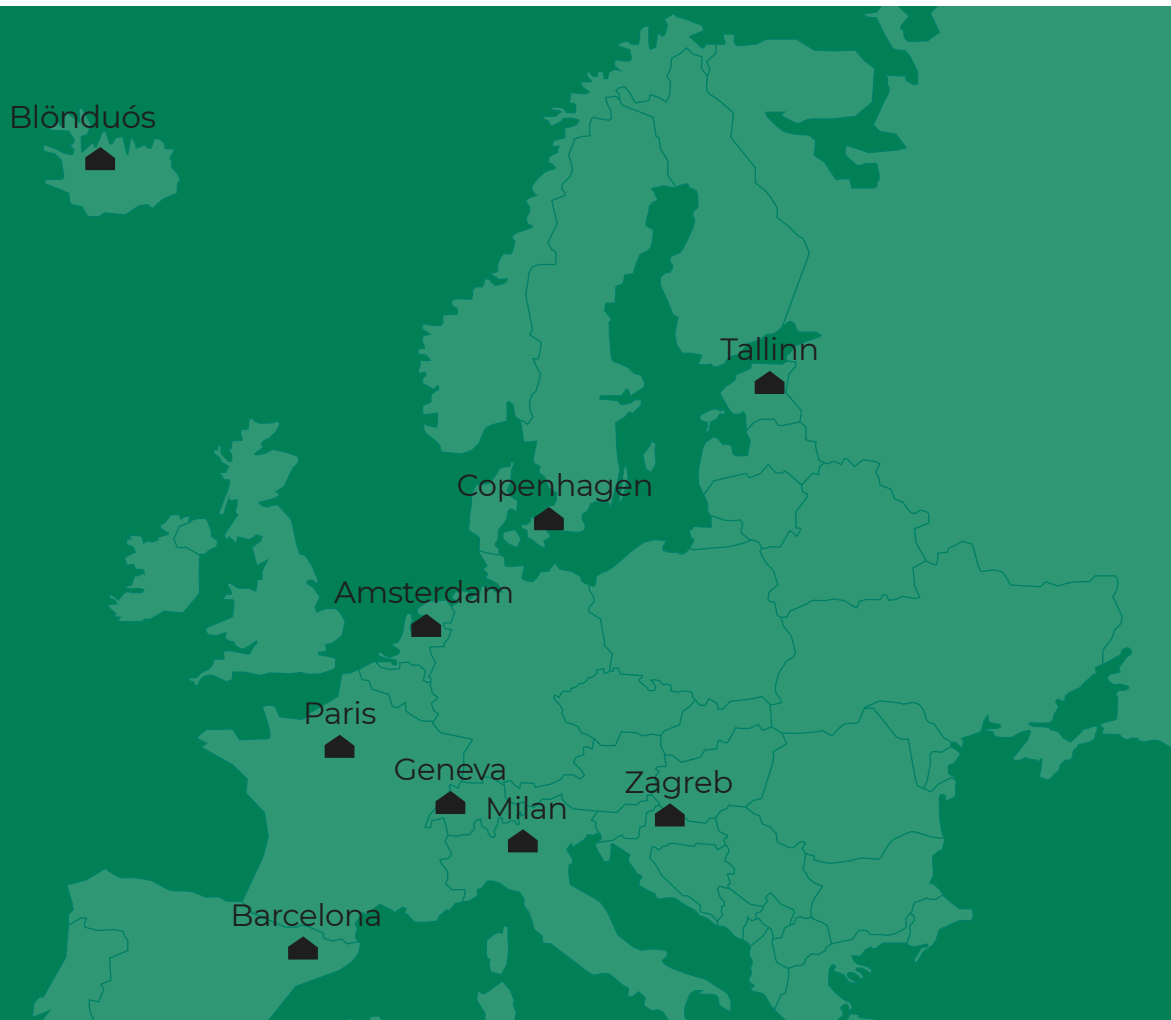 Blönduós
Tallinn
Copenhagen
Amsterdam
Paris
Geneva
Zagreb
Milan
Barcelona